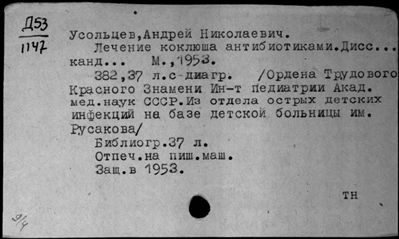 Д53
1147
Усольцев,Андрей Николаевич.
Лечение коклюша антибиотиками.Дисс...
канд... М.,1953.
382,37 л.с-диагр. /Ордена Трудового
Красного Знамени Ин-т педиатрии Акад.
мед.наук СССР.Из отдела острых детских
инфекций на базе детской больницы им.
Русакова/
Библиогр.37 л.
Отпеч.на пиш.маш.
Защ.в 1953.
тн